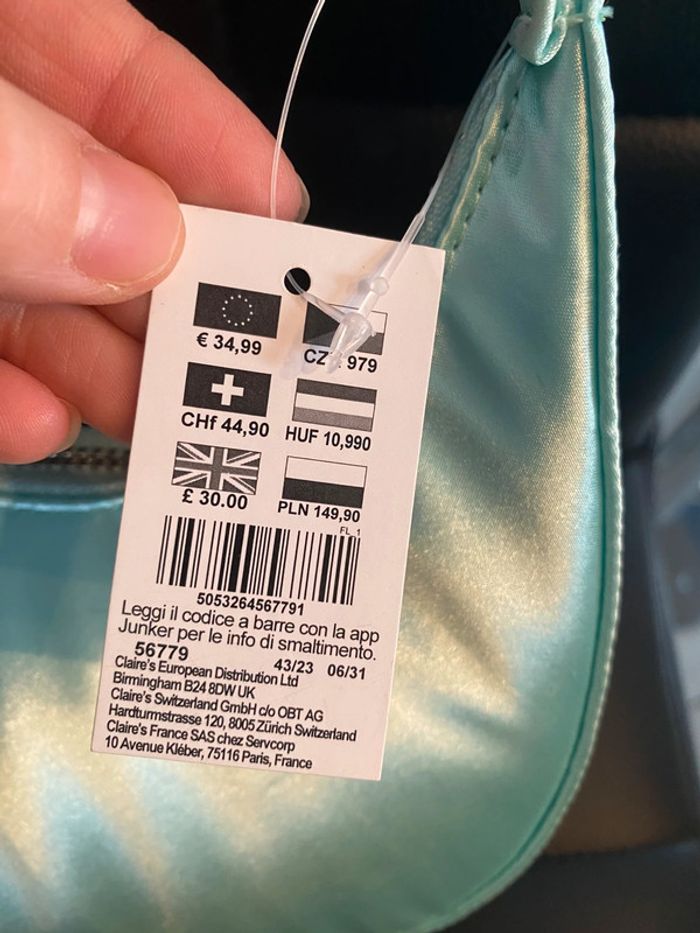 € 34,99
CZ 979
CHf 44,90
HUF 10,990
£ 30.00
PLN 149,90
FL 1
5053264567791
Leggi il codice a barre con la app
Junker per le info di smaltimento.
56779 43/23 06/31
Claire's European Distribution Ltd
Birmingham B24 8DW UK
Claire's Switzerland GmbH c/o OBT AG
Hardturmstrasse 120, 8005 Zürich Switzerland
Claire's France SAS chez Servcorp
10 Avenue Kléber, 75116 Paris, France